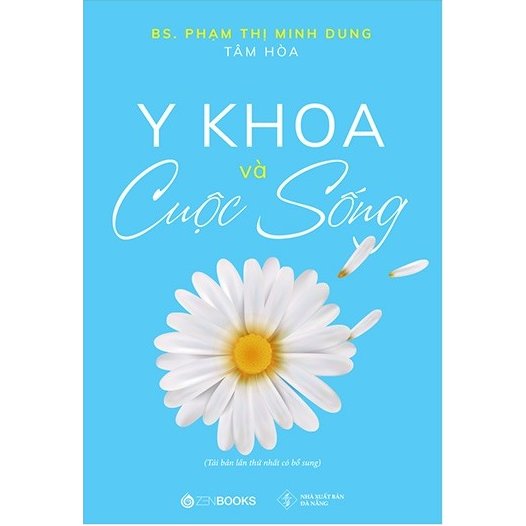 BS. PHẠM THỊ MINH DUNG
TÂM HÒA
Y KHOA
và
Cuộc Sống
(Tái bản lần thứ nhất có bổ sung)
ZENBOOKS
NHÀ XUẤT BẢN
ĐÀ NẴNG